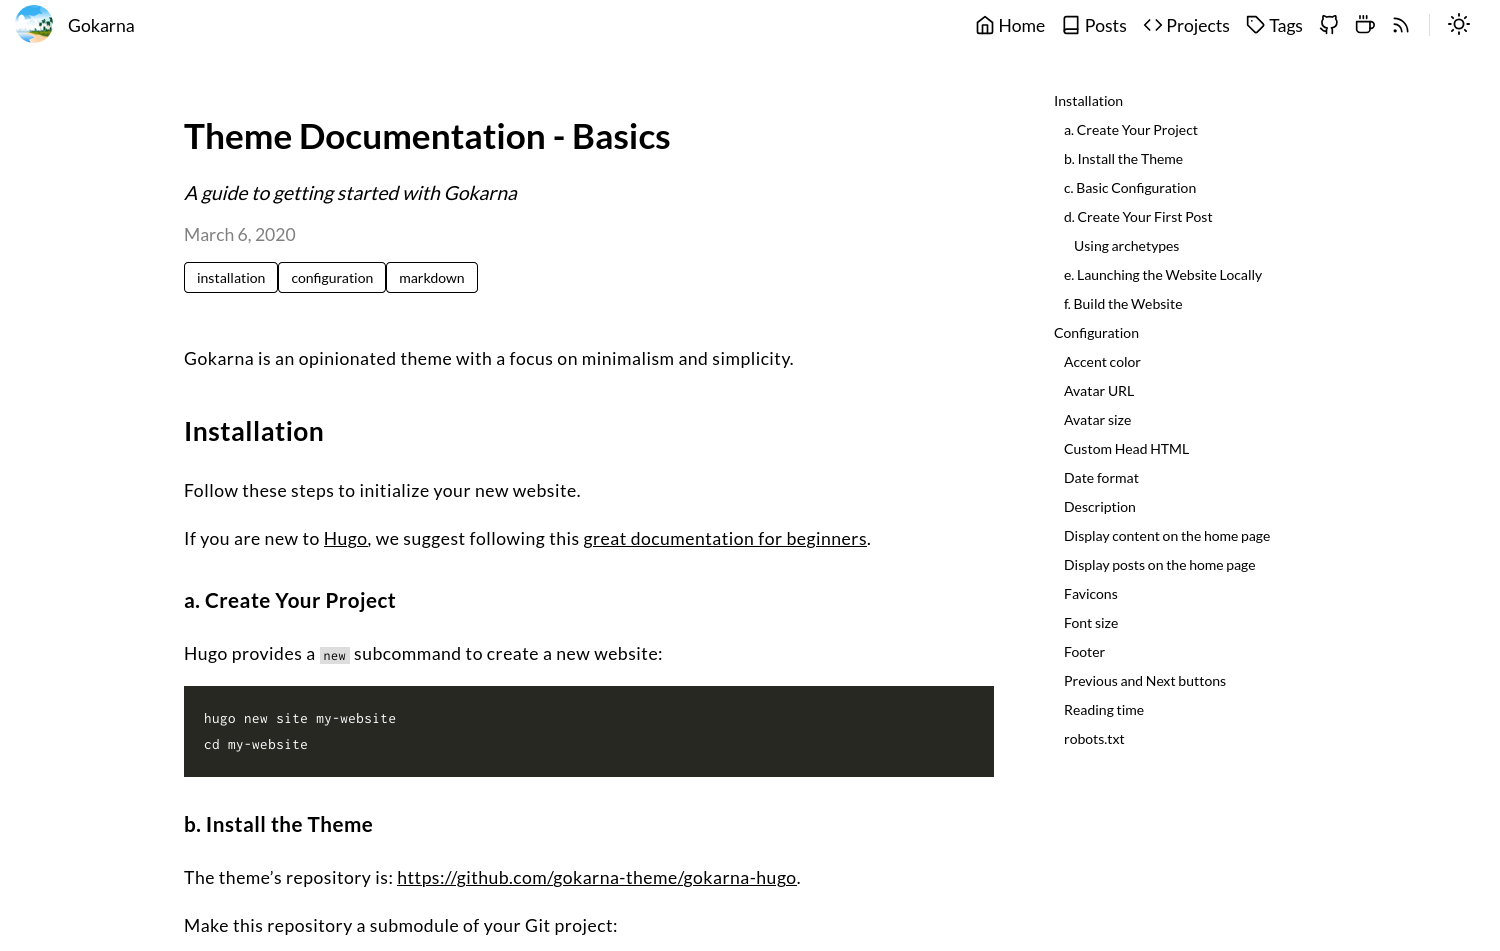 Gokarna
Home Posts Projects Tags
Theme Documentation - Basics
A guide to getting started with Gokarna
March 6, 2020
installation configuration markdown
Gokarna is an opinionated theme with a focus on minimalism and simplicity.
Installation
Follow these steps to initialize your new website.
If you are new to Hugo, we suggest following this great documentation for beginners.
a. Create Your Project
Hugo provides a new subcommand to create a new website:
hugo new site my-website
cd my-website
b. Install the Theme
The theme’s repository is: https://github.com/gokarna-theme/gokarna-hugo.
Make this repository a submodule of your Git project:
Installation
a. Create Your Project
b. Install the Theme
c. Basic Configuration
d. Create Your First Post
Using archetypes
e. Launching the Website Locally
f. Build the Website
Configuration
Accent color
Avatar URL
Avatar size
Custom Head HTML
Date format
Description
Display content on the home page
Display posts on the home page
Favicons
Font size
Footer
Previous and Next buttons
Reading time
robots.txt